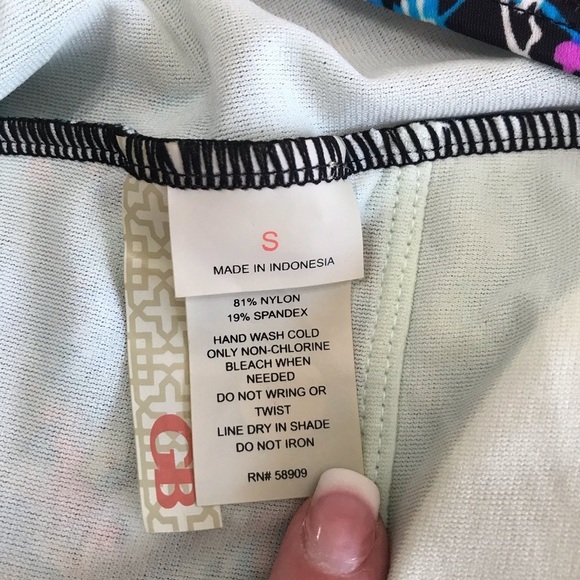 S
MADE IN INDONESIA
81% NYLON
19% SPANDEX
HAND WASH COLD
ONLY NON-CHLORINE
BLEACH WHEN
NEEDED
DO NOT WRING OR
TWIST
LINE DRY IN SHADE
DO NOT IRON
RN# 58909
GB